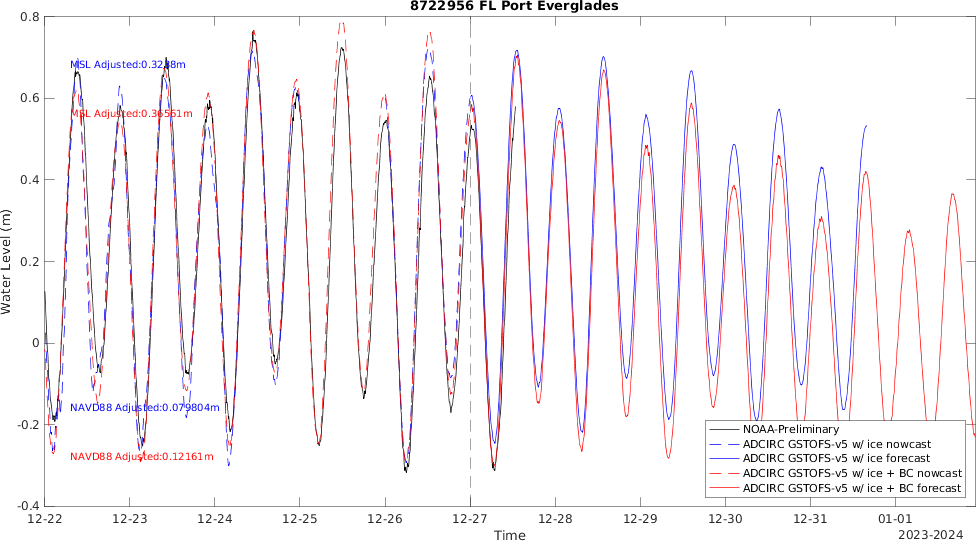 8722956 FL Port Everglades
0.8
0.6
0.4
0.2
0
-0.2
-0.4
Water Level (m)
MSL Adjusted:0.3248m
MSL Adjusted:0.36561m
NAVD88 Adjusted:0.079804m
NAVD88 Adjusted:0.12161m
NOAA-Preliminary
ADCIRC GSTOFS-v5 w/ ice nowcast
ADCIRC GSTOFS-v5 w/ ice forecast
ADCIRC GSTOFS-v5 w/ ice + BC nowcast
ADCIRC GSTOFS-v5 w/ ice + BC forecast
12-22 12-23 12-24 12-25 12-26 12-27 12-28 12-29 12-30 12-31 01-01
Time
2023-2024